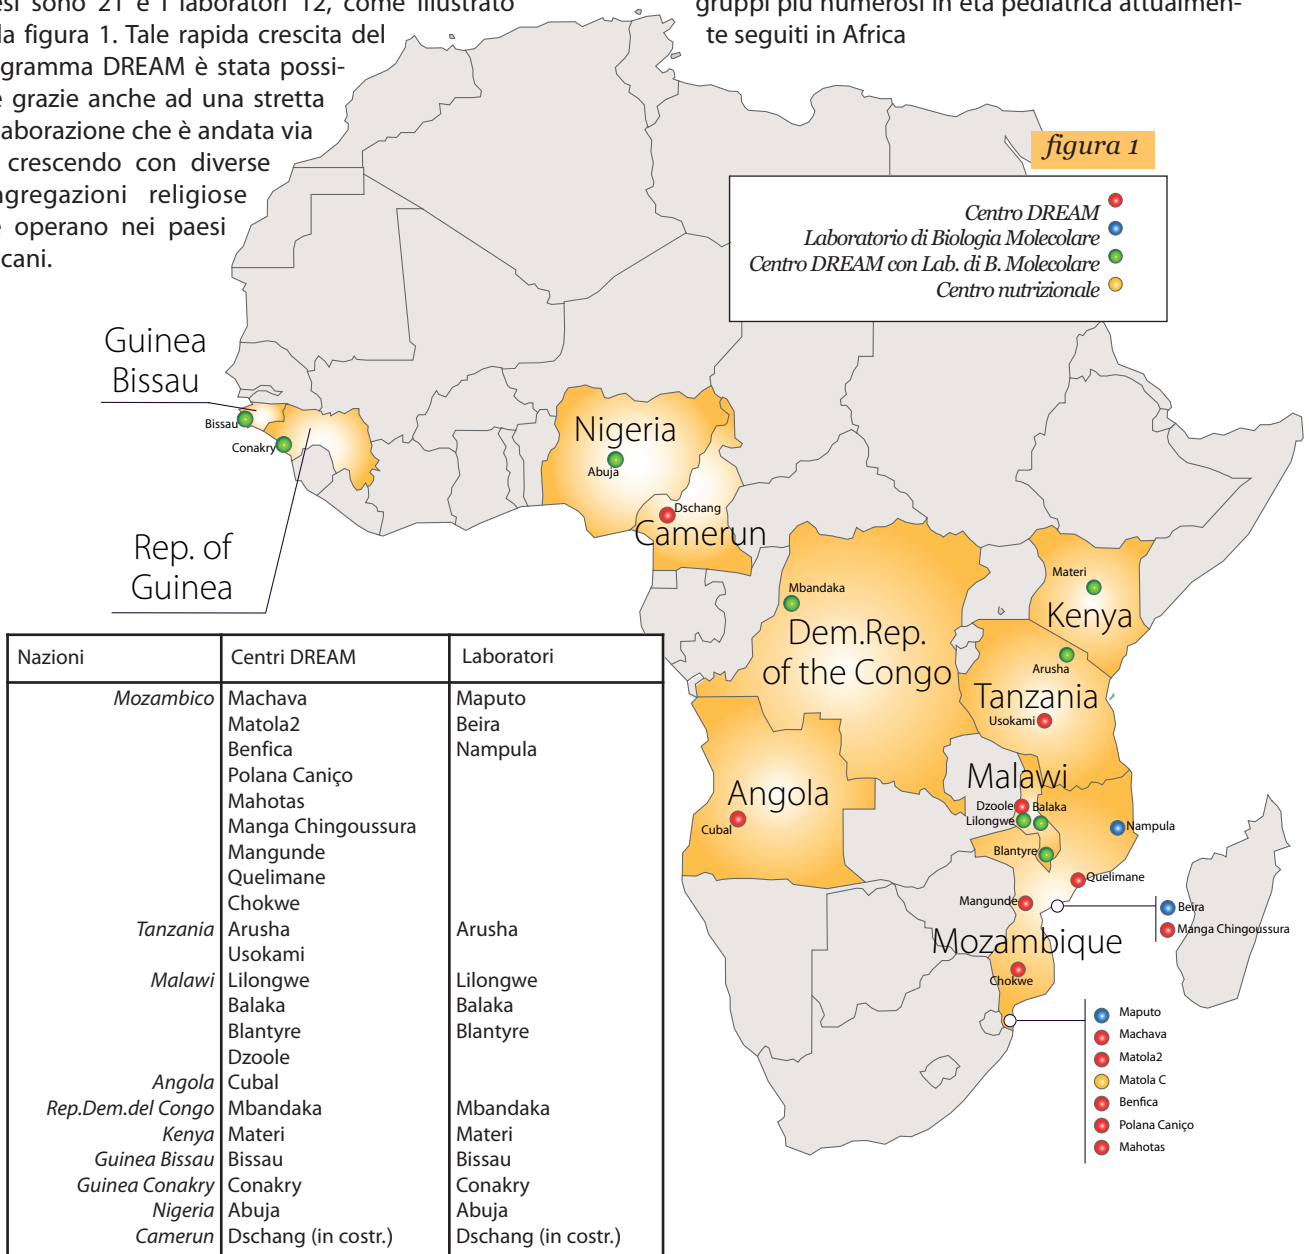 esi sono 21 e i laboratori 12, come illustrato
la figura 1. Tale rapida crescita del
gramma DREAM è stata possi-
e grazie anche ad una stretta
laborazione che è andata via
crescendo con diverse
ngregazioni religiose
e operano nei paesi
icani.
gruppi più numerosi in età pediatrica attualmen-
te seguiti in Africa
figura 1
Centro DREAM
Laboratorio di Biologia Molecolare
Centro DREAM con Lab. di B. Molecolare
Centro nutrizionale
Guinea
Bissau
Bissau
Conakry
Rep. of
Guinea
Nigeria
Abuja
Dschang
Camerun
Mbandaka
Dem.Rep.
of the Congo
Materi
Kenya
Arusha
Tanzania
Usokami
Angola
Cubal
Malawi
Dzoole
Balaka
Lilongwe
Blantyre
Nampula
Quelimane
Mangunde
Beira
Manga Chingoussura
Mozambique
Chokwe
Maputo
Machava
Matola2
Matola C
Benfica
Polana Caniço
Mahotas
Nazioni Centri DREAM Laboratori
Mozambico Machava Maputo
Matola2 Beira
Benfica Nampula
Polana Caniço
Mahotas
Manga Chingoussura
Mangunde
Quelimane
Chokwe
Tanzania Arusha Arusha
Usokami
Malawi Lilongwe Lilongwe
Balaka Balaka
Blantyre Blantyre
Dzoole
Angola Cubal
Rep.Dem.del Congo Mbandaka Mbandaka
Kenya Materi Materi
Guinea Bissau Bissau Bissau
Guinea Conakry Conakry Conakry
Nigeria Abuja Abuja
Camerun Dschang (in costr.) Dschang (in costr.)